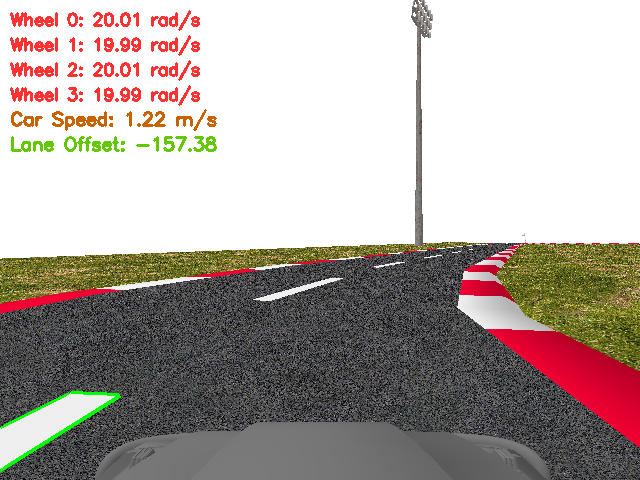 Wheel 0: 20.01 rad/s
Wheel 1: 19.99 rad/s
Wheel 2: 20.01 rad/s
Wheel 3: 19.99 rad/s
Car Speed: 1.22 m/s
Lane Offset: -157.38